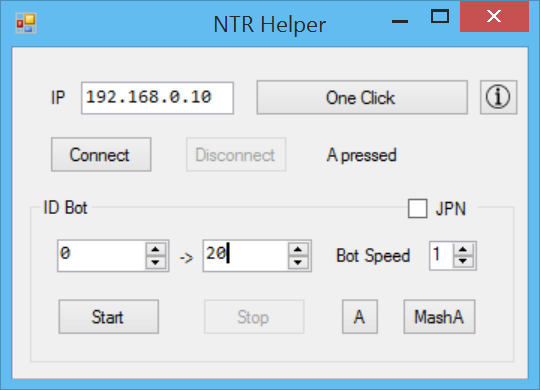 NTR Helper
IP 192.168.0.10 One Click
Connect Disconnect A pressed
ID Bot JPN
0 -> 20 Bot Speed 1
Start Stop A MashA